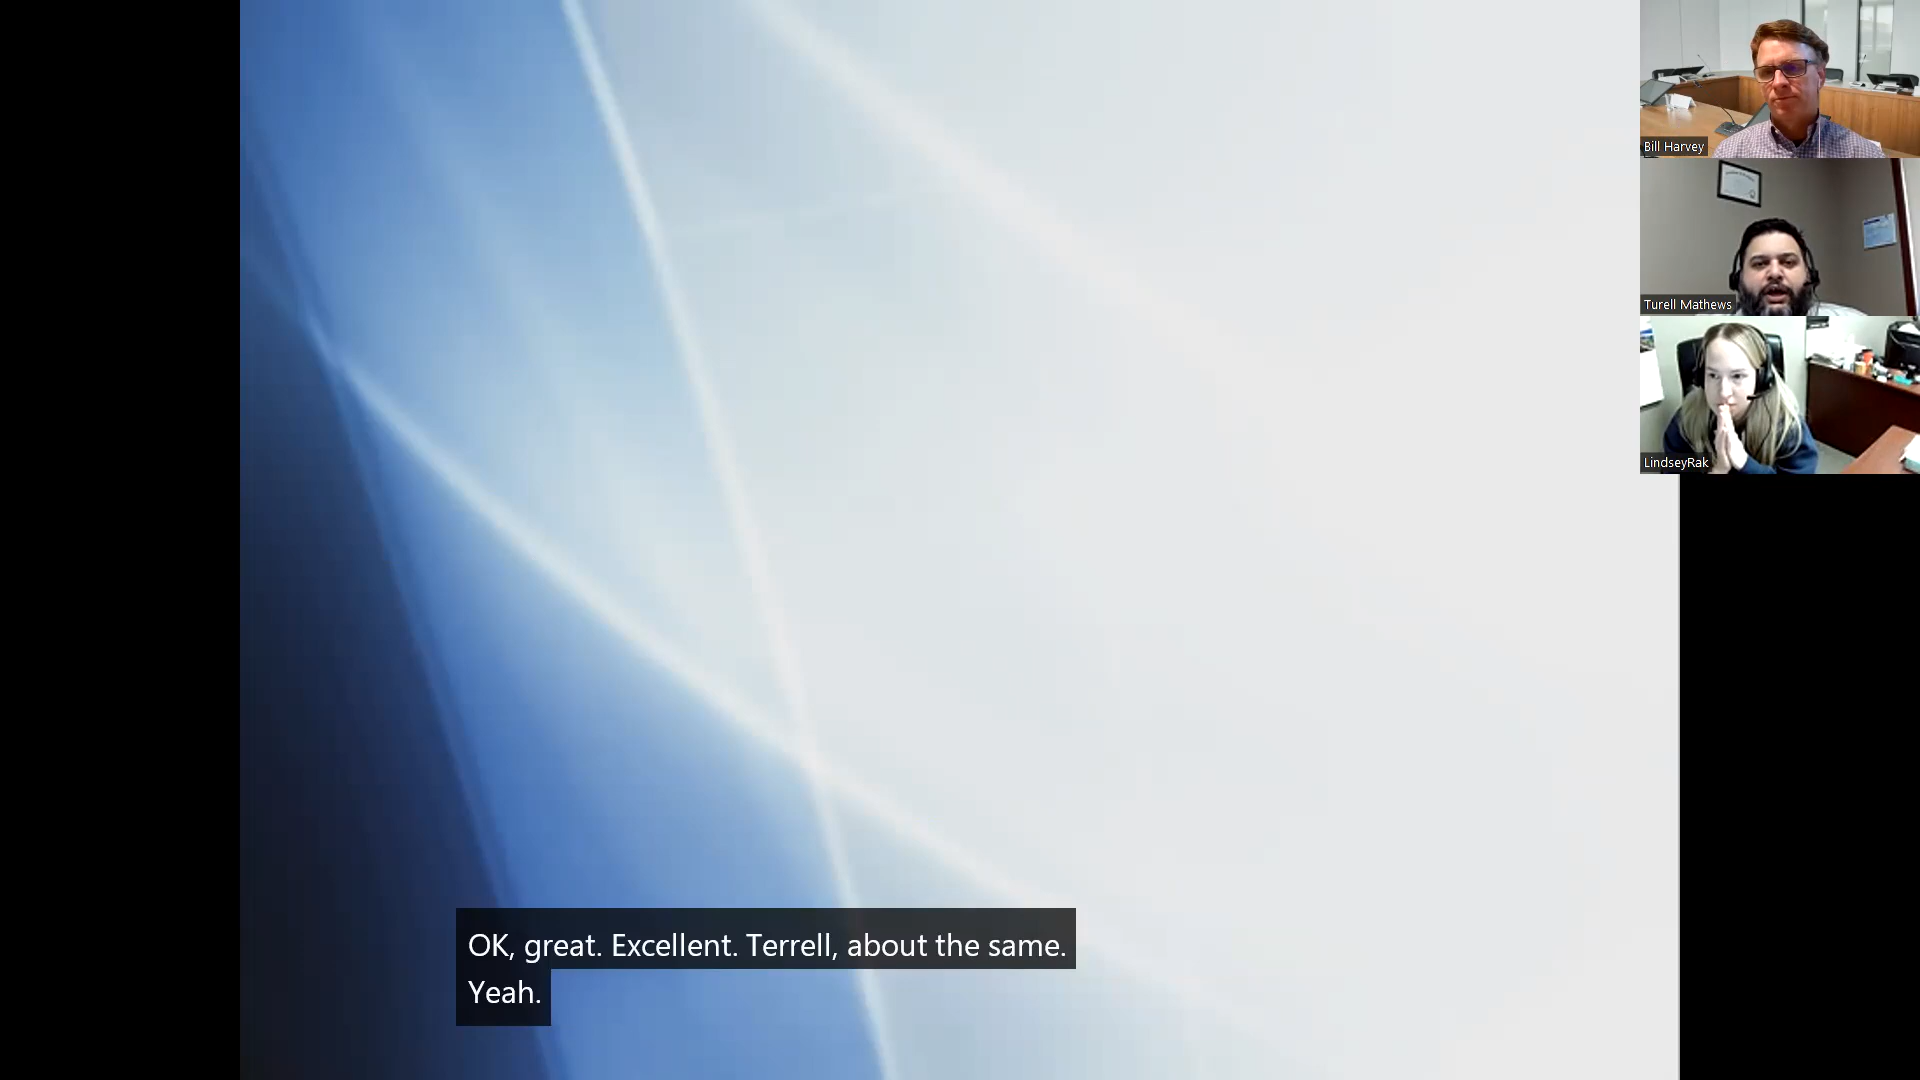 Bill Harvey
Turell Mathews
LindseyRak
OK, great. Excellent. Terrell, about the same.
Yeah.